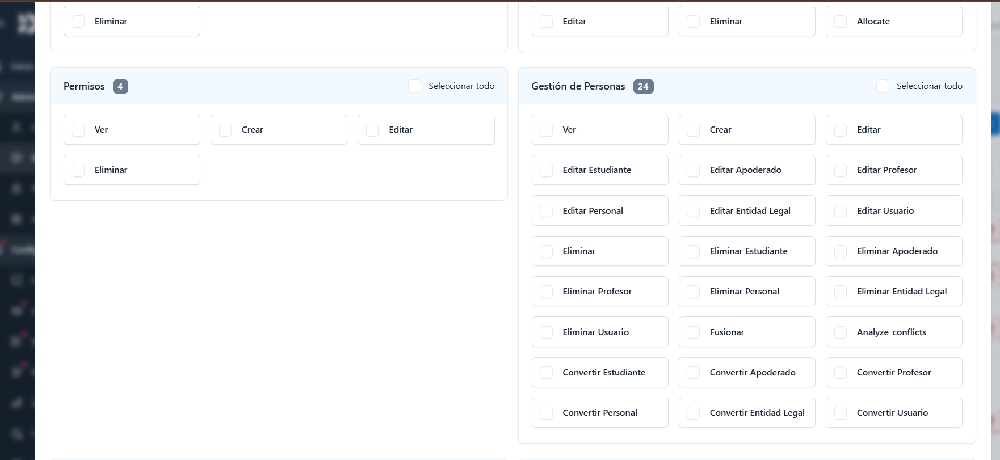 Eliminar
Editar Eliminar Allocate
Permisos 4 Seleccionar todo
Ver Crear Editar
Eliminar
Gestión de Personas 24 Seleccionar todo
Ver Crear Editar
Editar Estudiante Editar Apoderado Editar Profesor
Editar Personal Editar Entidad Legal Editar Usuario
Eliminar Eliminar Estudiante Eliminar Apoderado
Eliminar Profesor Eliminar Personal Eliminar Entidad Legal
Eliminar Usuario Fusionar Analyze_conflicts
Convertir Estudiante Convertir Apoderado Convertir Profesor
Convertir Personal Convertir Entidad Legal Convertir Usuario